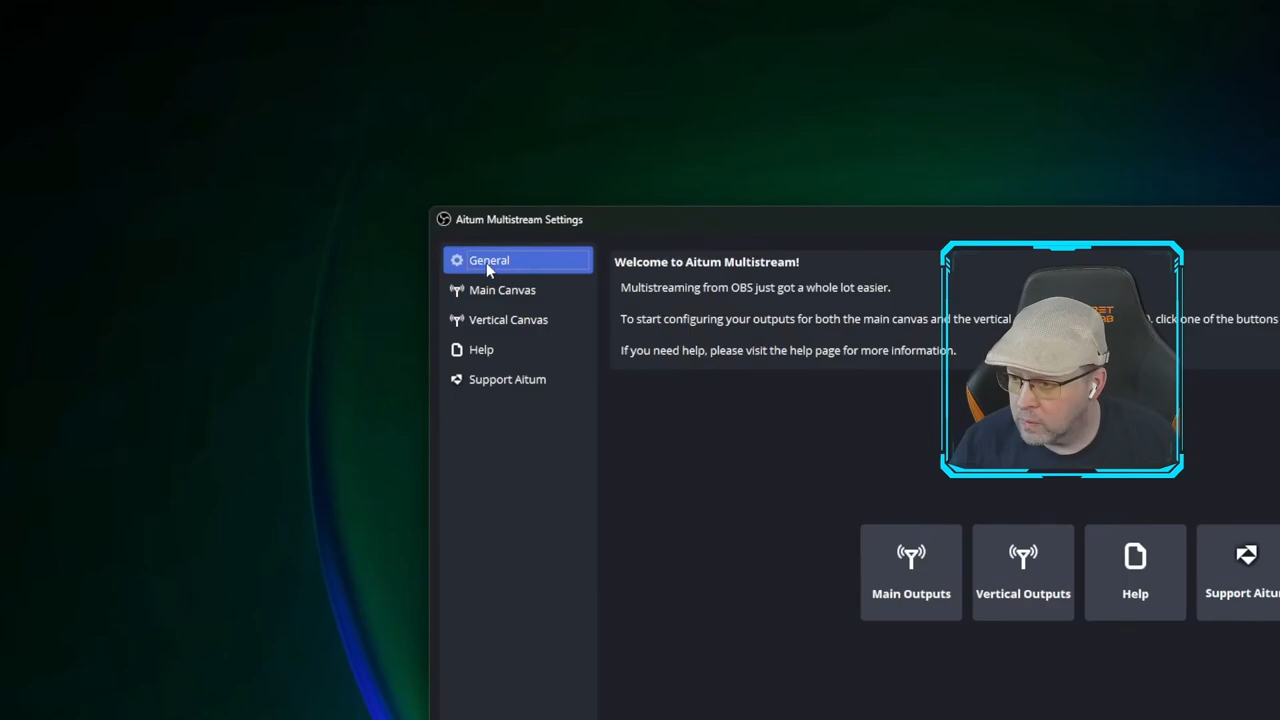 Aitum Multistream Settings
General
Main Canvas
Vertical Canvas
Help
Support Aitum
Welcome to Aitum Multistream!
Multistreaming from OBS just got a whole lot easier.
To start configuring your outputs for both the main canvas and the vertical click one of the buttons
If you need help, please visit the help page for more information.
Main Outputs
Vertical Outputs
Help
Support